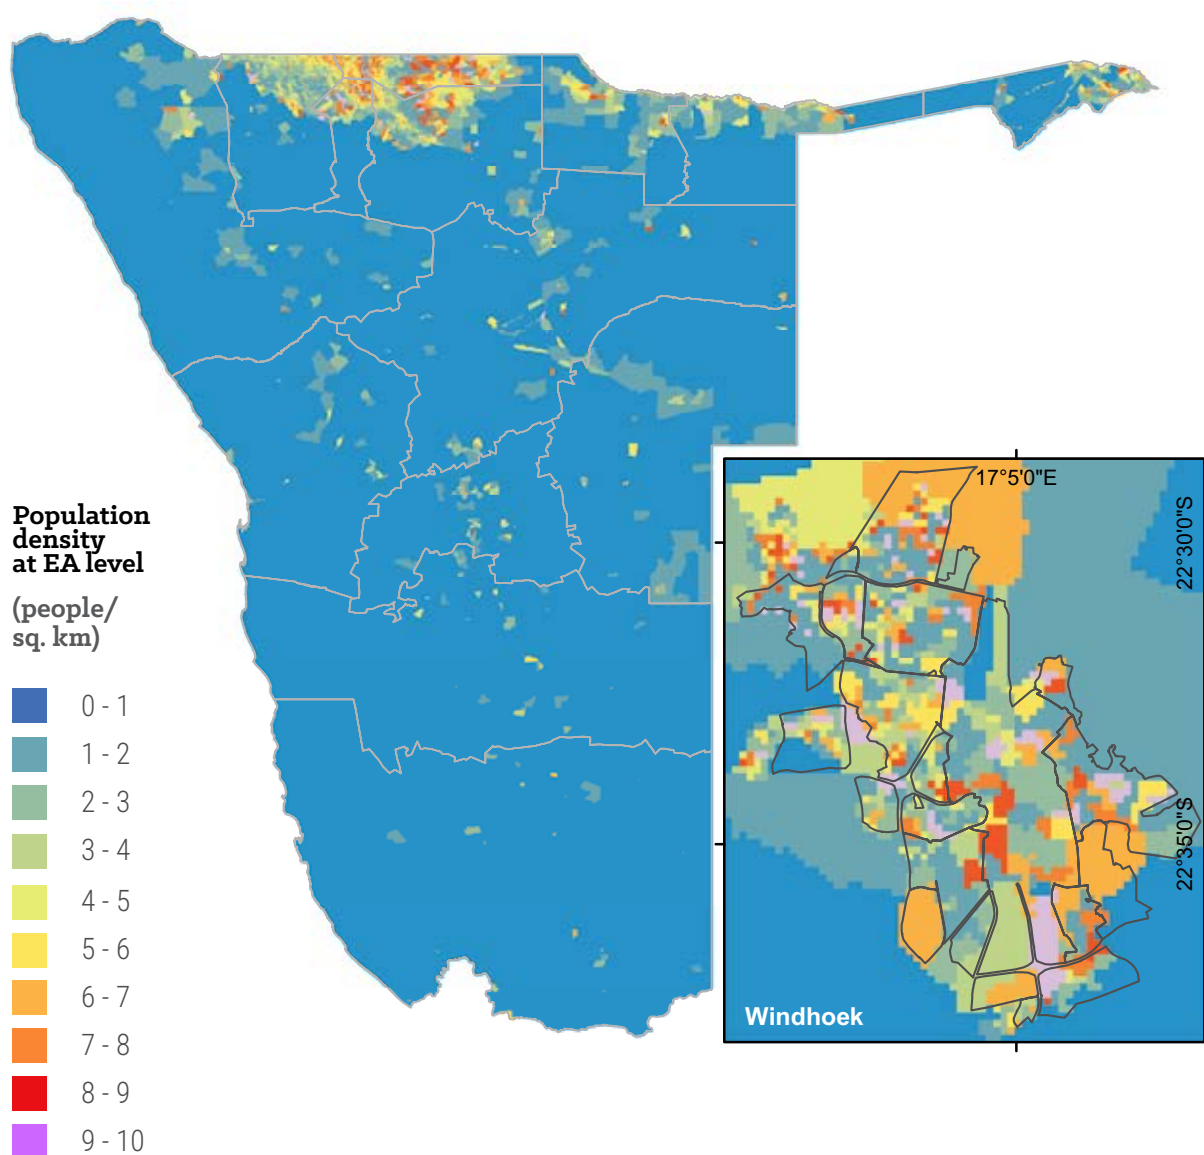 17°5'0"E
22°30'0"S
22°35'0"S
Windhoek
Population
density
at EA level
(people/
sq. km)
0 - 1
1 - 2
2 - 3
3 - 4
4 - 5
5 - 6
6 - 7
7 - 8
8 - 9
9 - 10